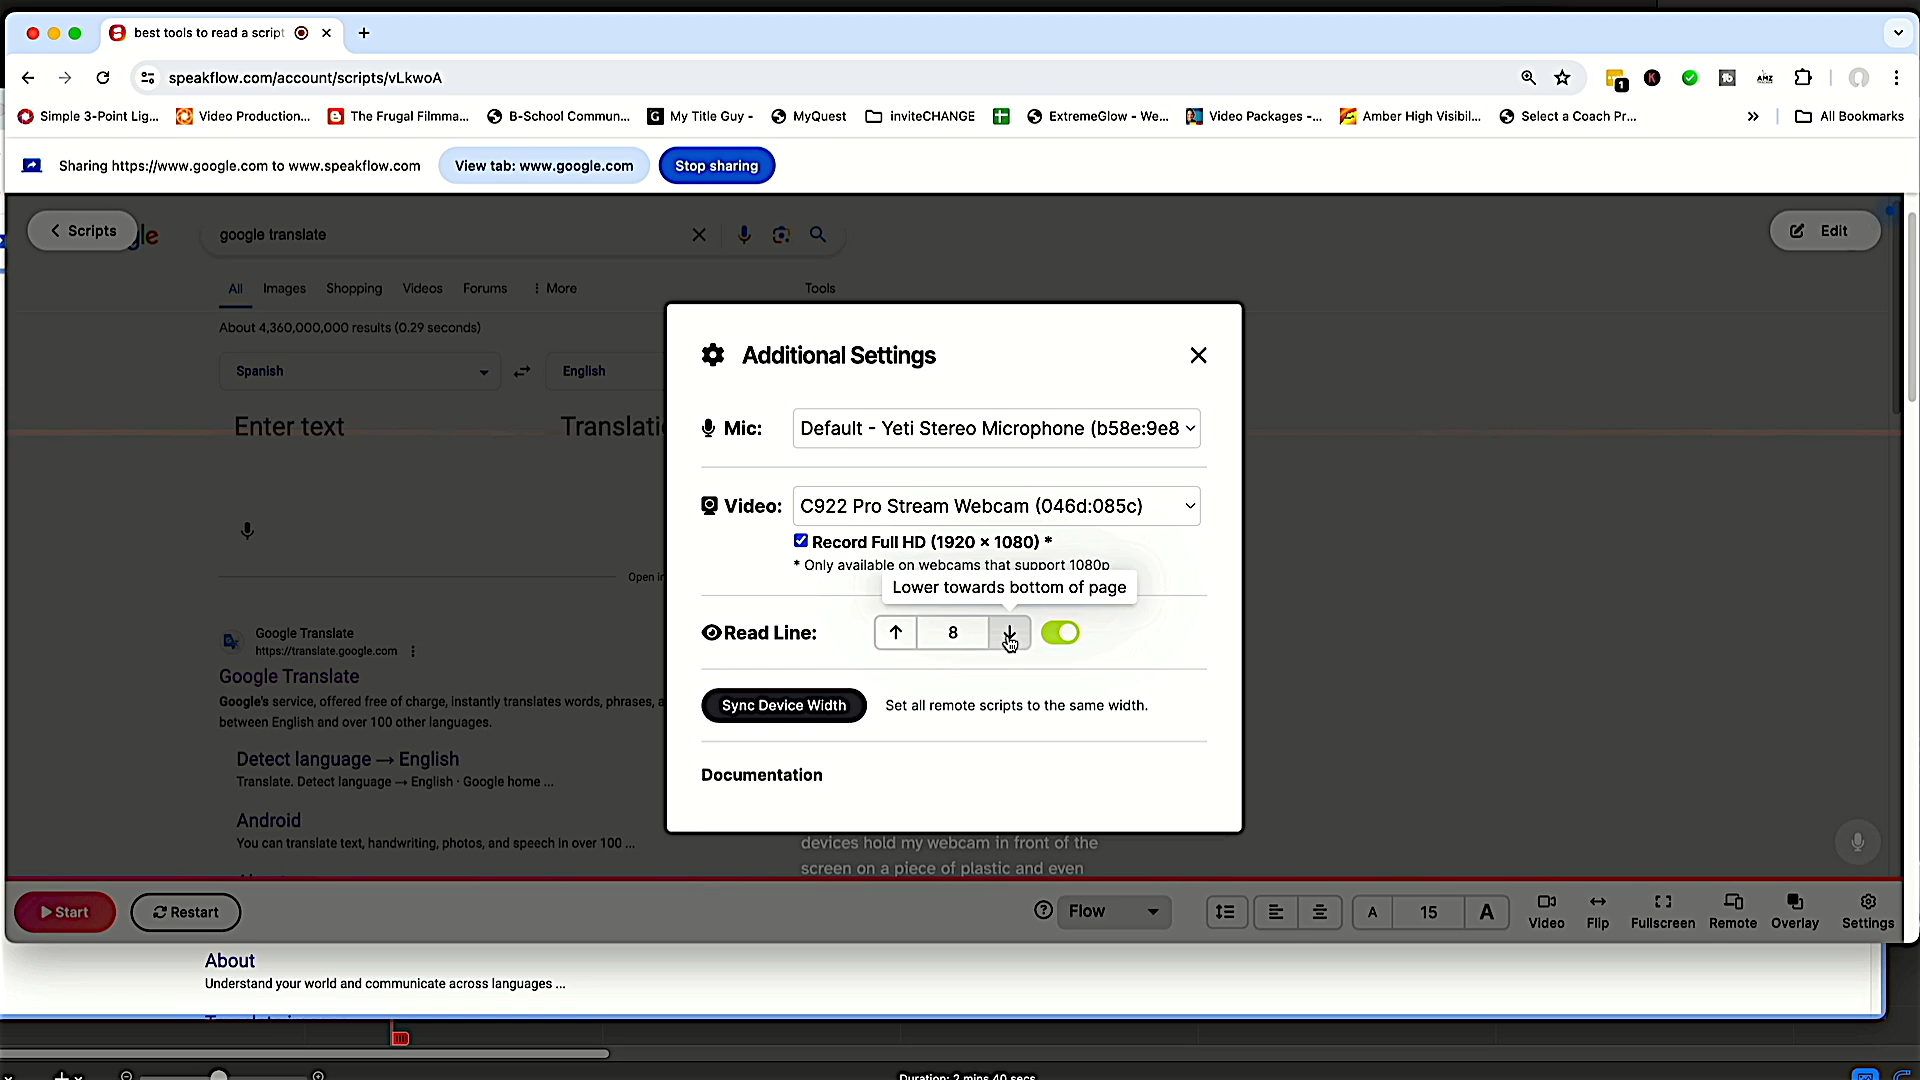 best tools to read a script
speakflow.com/account/scripts/vLkwoA
1
Simple 3-Point Lig...
Video Production...
The Frugal Filmma...
B-School Commun...
My Title Guy -
MyQuest
inviteCHANGE
ExtremeGlow - We...
Video Packages -...
Amber High Visibil...
Select a Coach Pr...
All Bookmarks
Sharing https://www.google.com to www.speakflow.com
View tab: www.google.com
Stop sharing
Scripts
le
google translate
Edit
All Images Shopping Videos Forums More Tools
About 4,360,000,000 results (0.29 seconds)
Spanish
English
Enter text
Translati
Open in
Google Translate
https://translate.google.com
Google Translate
Google's service, offered free of charge, instantly translates words, phrases, a
between English and over 100 other languages.
Detect language → English
Translate. Detect language → English · Google home ...
Android
You can translate text, handwriting, photos, and speech in over 100 ...
Additional Settings
Mic:
Default - Yeti Stereo Microphone (b58e:9e8
Video:
C922 Pro Stream Webcam (046d:085c)
Record Full HD (1920 × 1080) *
* Only available on webcams that support 1080p
Lower towards bottom of page
Read Line:
8
Sync Device Width
Set all remote scripts to the same width.
Documentation
devices hold my webcam in front of the
screen on a piece of plastic and even
Start
Restart
Flow
A
15
A
Video
Flip
Fullscreen
Remote
Overlay
Settings
About
Understand your world and communicate across languages ...
Duration: 2 mins 40 secs